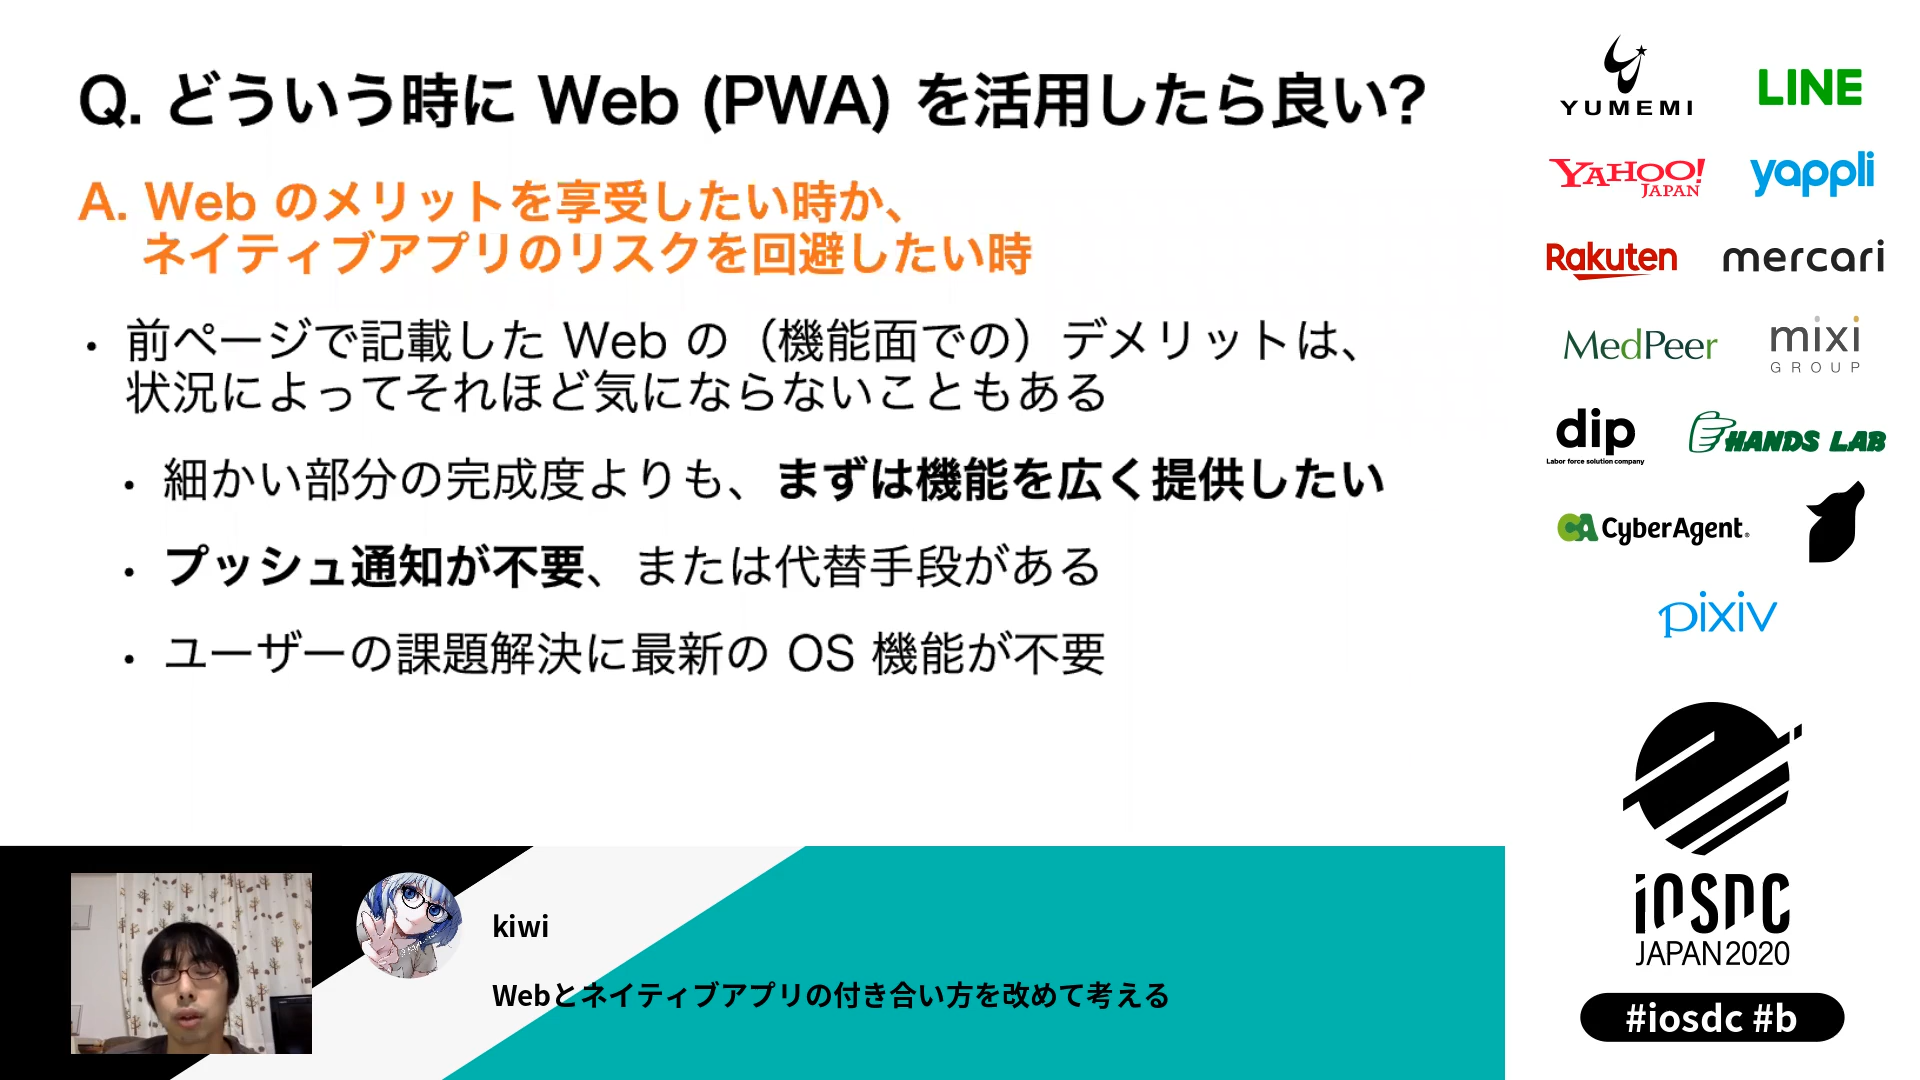 Q. どういう時に Web (PWA) を活用したら良い?
A. Web のメリットを享受したい時か、
ネイティブアプリのリスクを回避したい時
・前ページで記載した Web の（機能面での）デメリットは、
状況によってそれほど気にならないこともある
・細かい部分の完成度よりも、まずは機能を広く提供したい
・プッシュ通知が不要、または代替手段がある
・ユーザーの課題解決に最新の OS 機能が不要
kiwi
Webとネイティブアプリの付き合い方を改めて考える
YUMEMI
LINE
YAHOO!
JAPAN
yappli
Rakuten
mercari
MedPeer
mixi
GROUP
dip
Labor force solution company
HANDS LAB
CA CyberAgent.
pixiv
iOSDC
JAPAN 2020
#iosdc #b